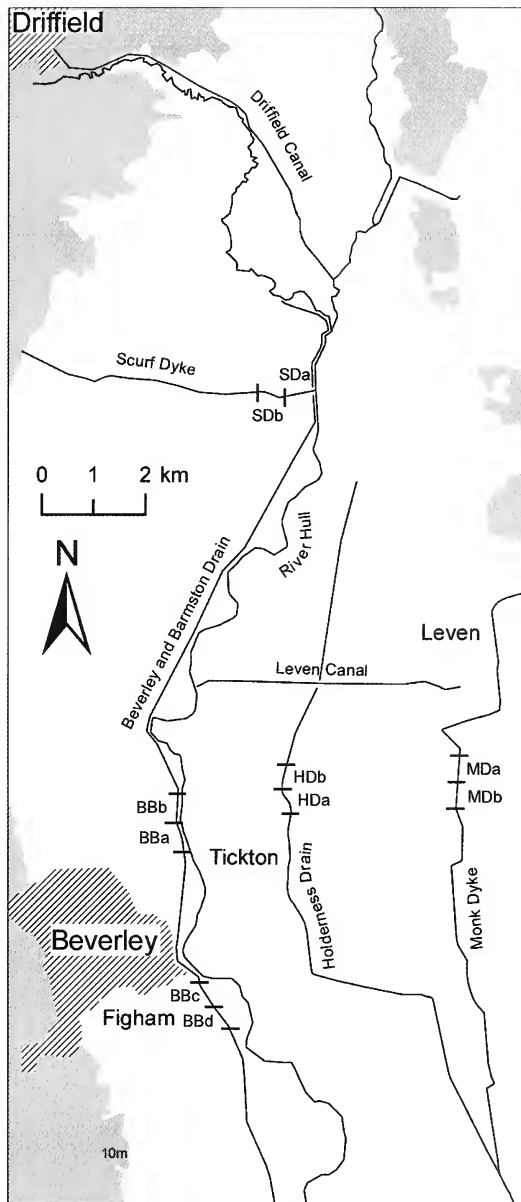 Driffield
Driffield Canal
Scurf Dyke
SDa
SDb
0 1 2 km
N
River Hull
Beverley and Barmston Drain
Leven
Leven Canal
HDb
MDa
BBb
HDa
MDb
BBa
Tickton
Holderness Drain
Monk Dyke
Beverley
BBc
Figham
BBd
10m